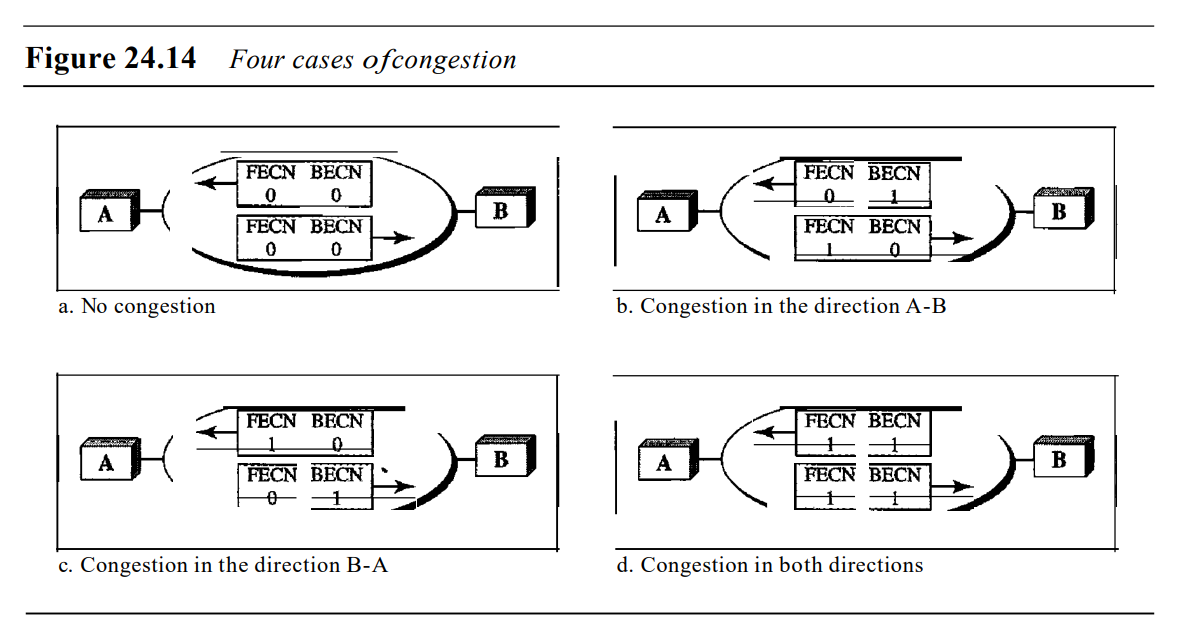 Figure 24.14 Four cases ofcongestion
FECN BECN
0 0
A
B
FECN BECN
0 0
a. No congestion
FECN BECN
0 1
A
B
FECN BECN
1 0
b. Congestion in the direction A-B
FECN BECN
1 0
A
B
FECN BECN
0 1
c. Congestion in the direction B-A
FECN BECN
1 1
A
B
FECN BECN
1 1
d. Congestion in both directions